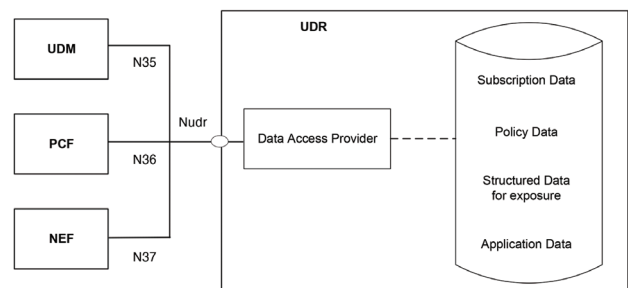 UDR
UDM
N35
Subscription Data
Nudr
PCF
N36
Data Access Provider
Policy Data
Structured Data
for exposure
NEF
N37
Application Data